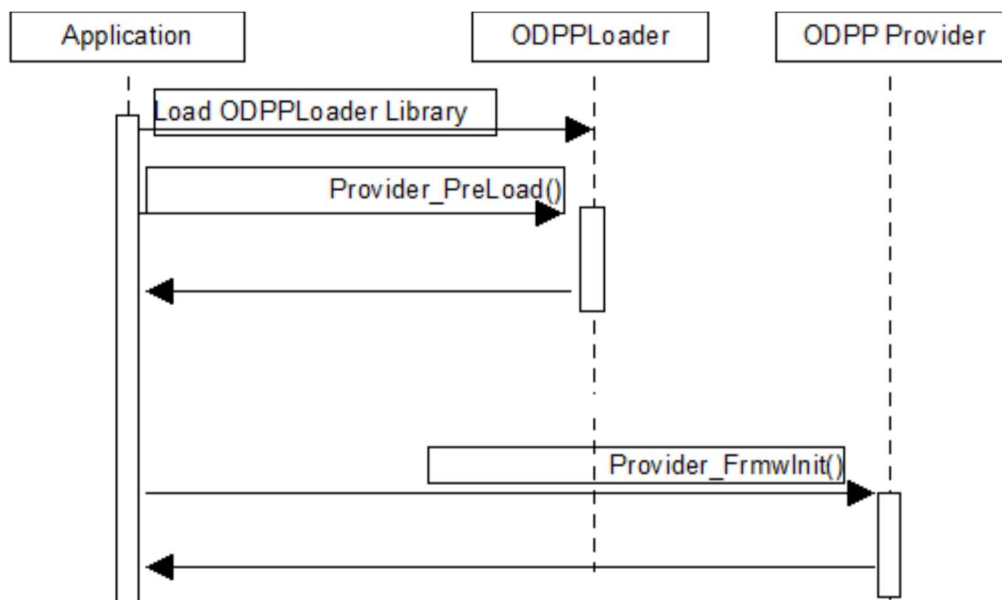 Application
ODPPLoader
ODPP Provider
Load ODPPLoader Library
Provider_PreLoad()
Provider_FrmwInit()